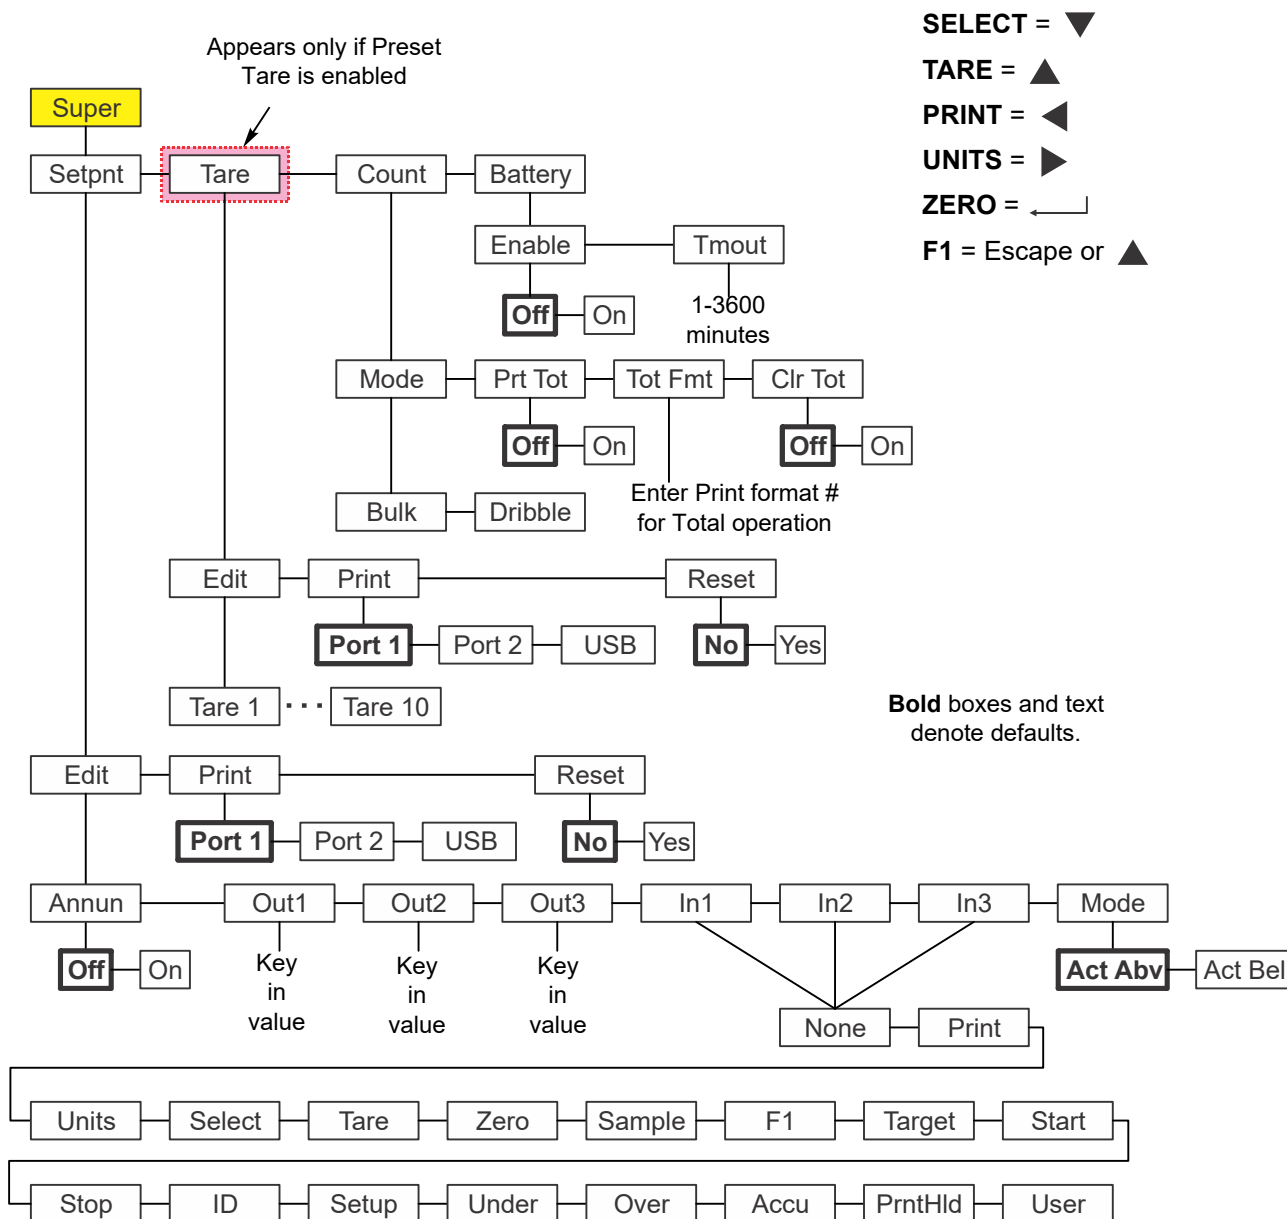 SELECT =
Appears only if Preset
Tare is enabled
TARE =
Super
PRINT =
Setpnt Tare Count Battery
UNITS =
ZERO =
Enable Tmout
F1 = Escape or
Off On 1-3600
minutes
Mode Prt Tot Tot Fmt Clr Tot
Off On Off On
Bulk Dribble Enter Print format #
for Total operation
Edit Print Reset
Port 1 Port 2 USB No Yes
Tare 1 ··· Tare 10
Bold boxes and text
denote defaults.
Edit Print Reset
Port 1 Port 2 USB No Yes
Annun Out1 Out2 Out3 In1 In2 In3 Mode
Off On Key Key Key Act Abv Act Bel
in in in
value value value
None Print
Units Select Tare Zero Sample F1 Target Start
Stop ID Setup Under Over Accu PrntHld User